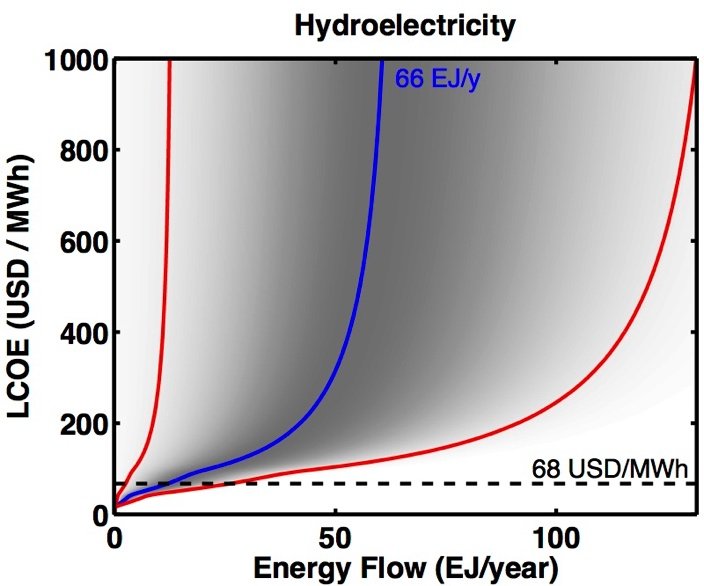 Hydroelectricity
1000
800
600
400
200
0
LCOE (USD / MWh)
66 EJ/y
68 USD/MWh
0
50
100
Energy Flow (EJ/year)